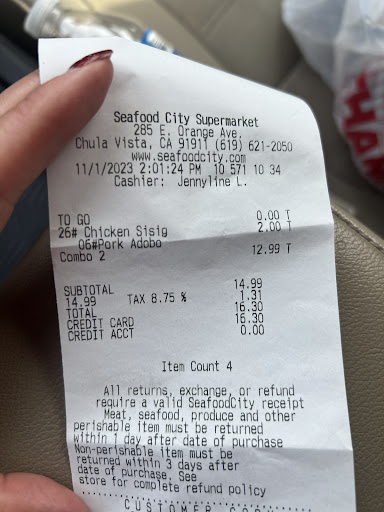 Seafood City Supermarket
285 E. Orange Ave.
Chula Vista, CA 91911 (619) 621-2050
www.seafoodcity.com
11/1/2023 2:01:24 PM 10 571 10 34
Cashier: Jennyline L.
TO GO 0.00 T
26# Chicken Sisig 2.00 T
06#Pork Adobo
Combo 2 12.99 T
SUBTOTAL 14.99
14.99 TAX 8.75 % 1.31
TOTAL 16.30
CREDIT CARD 16.30
CREDIT ACCT 0.00
Item Count 4
All returns, exchange, or refund
require a valid SeafoodCity receipt
Meat, seafood, produce and other
perishable item must be returned
within 1 day after date of purchase
Non-perishable item must be
returned within 3 days after
date of purchase. See
store for complete refund policy